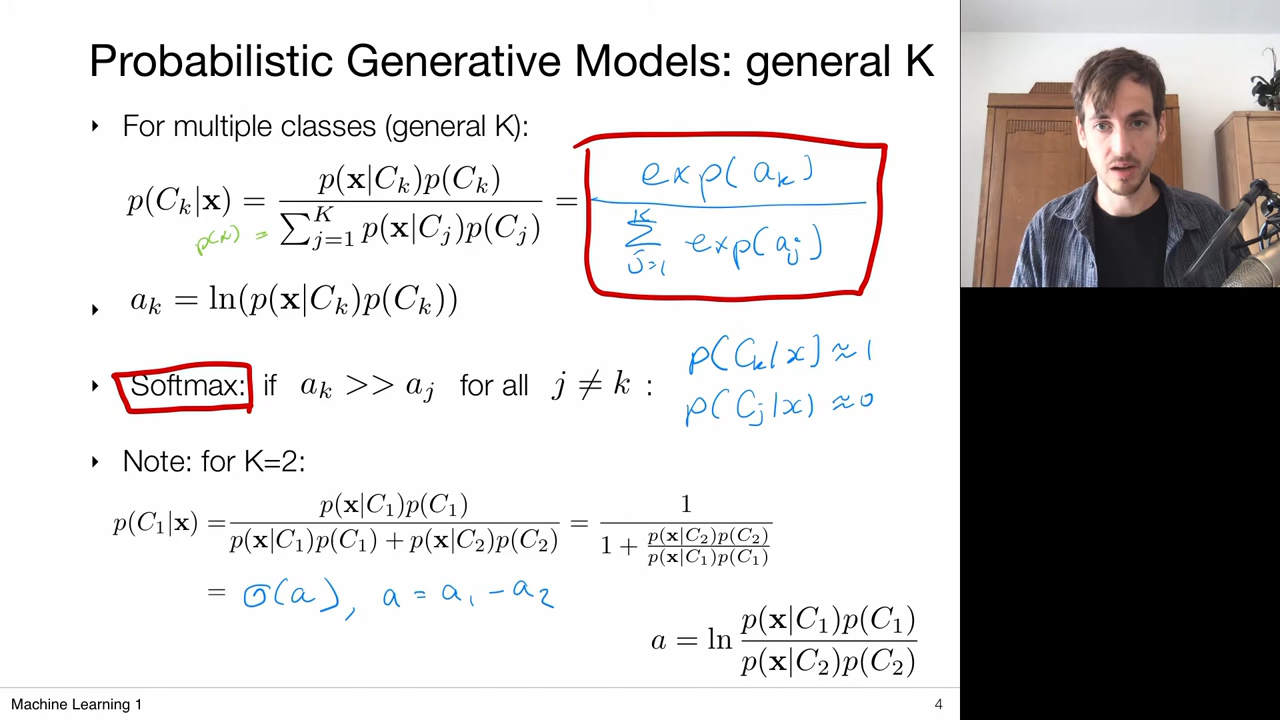 Probabilistic Generative Models: general K
‣ For multiple classes (general K):
p(C_k|x) = p(x|C_k)p(C_k) / ∑_{j=1}^{K} p(x|C_j)p(C_j) = exp(a_k) / ∑_{j=1}^{K} exp(a_j)
p(x) =
‣ a_k = ln(p(x|C_k)p(C_k))
‣ Softmax: if a_k >> a_j for all j ≠ k : p(C_k|x) ≈ 1
p(C_j|x) ≈ 0
‣ Note: for K=2:
p(C_1|x) = p(x|C_1)p(C_1) / p(x|C_1)p(C_1) + p(x|C_2)p(C_2) = 1 / 1 + p(x|C_2)p(C_2) / p(x|C_1)p(C_1)
= σ(a), a = a_1 - a_2
a = ln p(x|C_1)p(C_1) / p(x|C_2)p(C_2)
Machine Learning 1
4